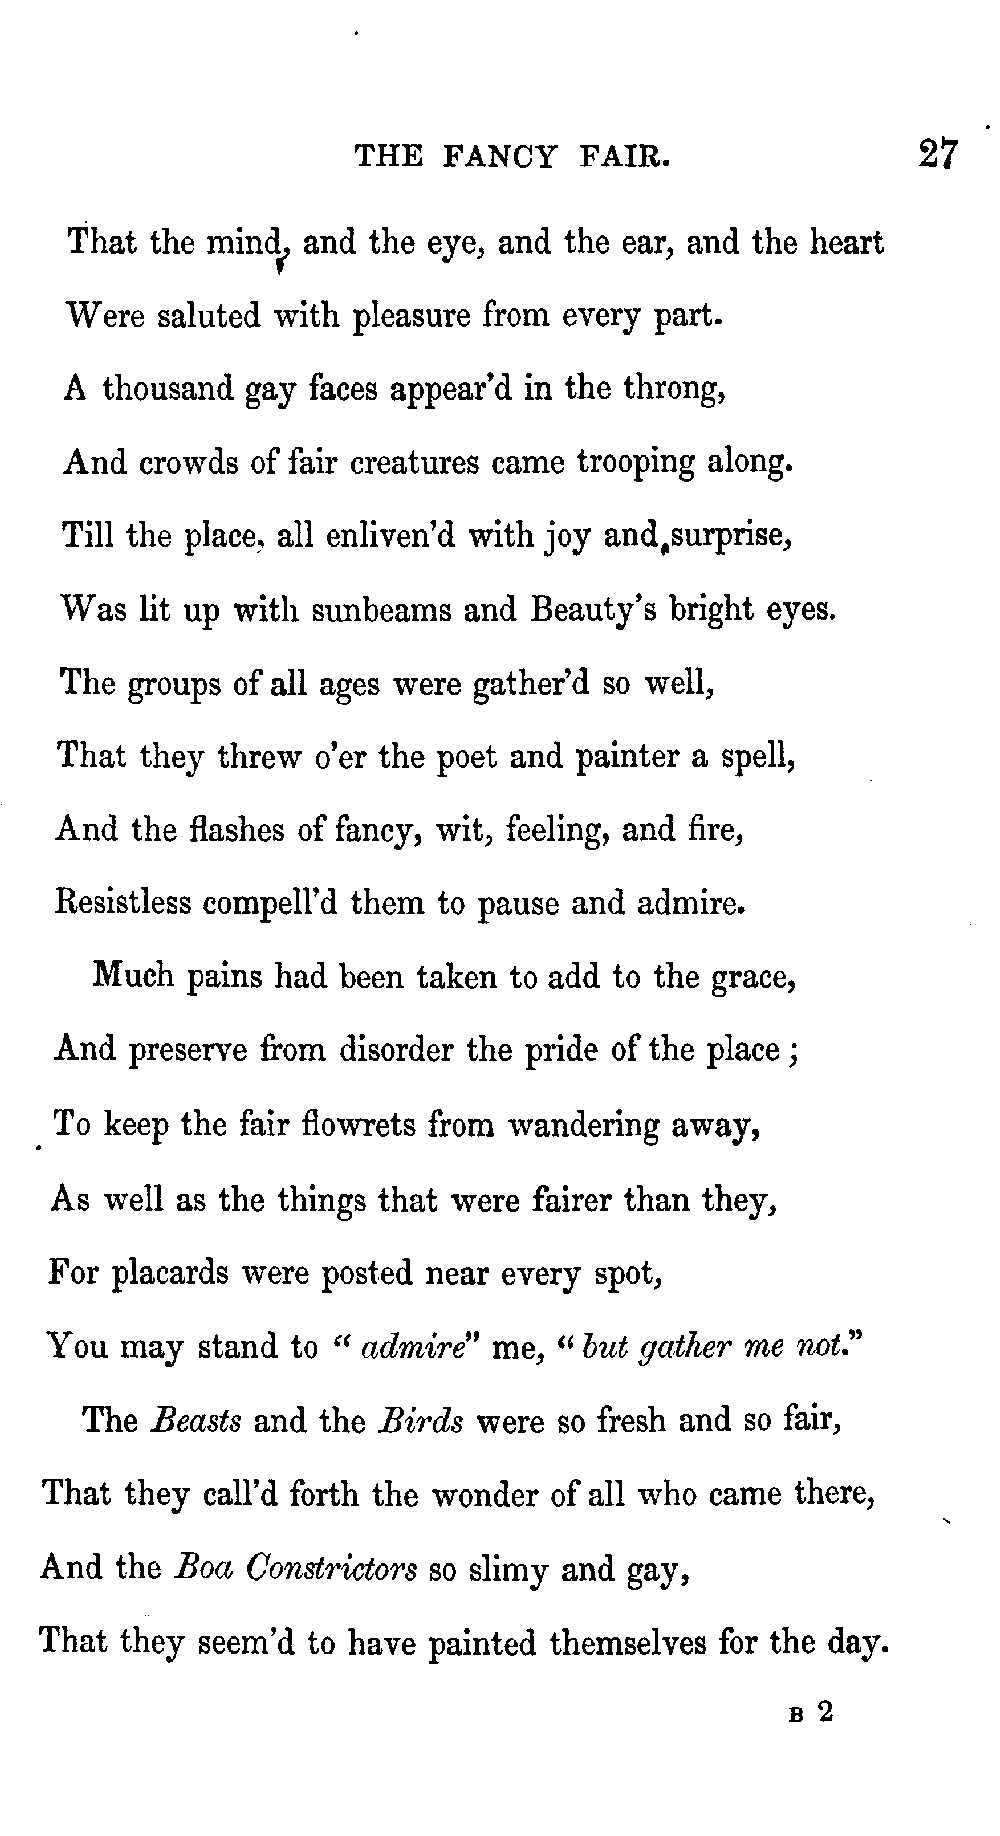 THE FANCY FAIR. 27
That the mind, and the eye, and the ear, and the heart
Were saluted with pleasure from every part.
A thousand gay faces appear'd in the throng,
And crowds of fair creatures came trooping along.
Till the place, all enliven'd with joy and surprise,
Was lit up with sunbeams and Beauty's bright eyes.
The groups of all ages were gather'd so well,
That they threw o'er the poet and painter a spell,
And the flashes of fancy, wit, feeling, and fire,
Resistless compell'd them to pause and admire.
Much pains had been taken to add to the grace,
And preserve from disorder the pride of the place;
To keep the fair flowrets from wandering away,
As well as the things that were fairer than they,
For placards were posted near every spot,
You may stand to “ admire” me, “ but gather me not.”
The Beasts and the Birds were so fresh and so fair,
That they call'd forth the wonder of all who came there,
And the Boa Constrictors so slimy and gay,
That they seem'd to have painted themselves for the day.
B 2